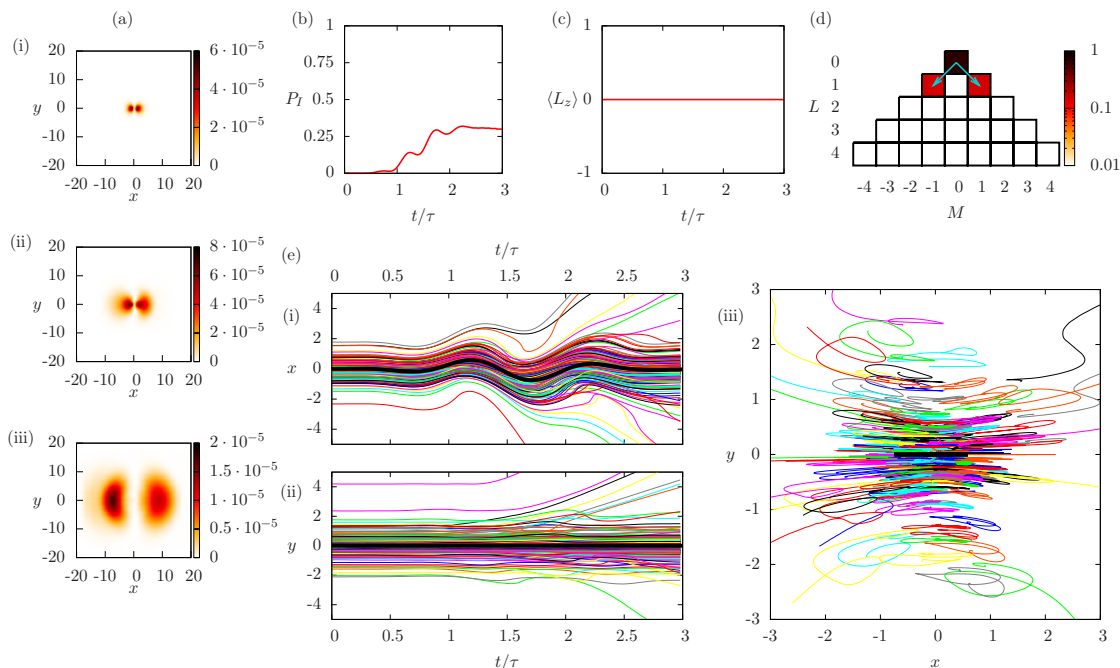 (a)
(i)
20
10
y 0
-10
-20
-20 -10 0 10 20
x
6 · 10⁻⁵
4 · 10⁻⁵
2 · 10⁻⁵
0
(ii)
20
10
y 0
-10
-20
-20 -10 0 10 20
x
8 · 10⁻⁵
6 · 10⁻⁵
4 · 10⁻⁵
2 · 10⁻⁵
0
(iii)
20
10
y 0
-10
-20
-20 -10 0 10 20
x
2 · 10⁻⁵
1.5 · 10⁻⁵
1 · 10⁻⁵
5 · 10⁻⁵
0
(b)
1
0.75
P_I 0.5
0.25
0
0 1 2 3
t/τ
(c)
1
⟨L_z⟩ 0
-1
0 1 2 3
t/τ
(d)
0
1
L 2
3
4
-4 -3 -2 -1 0 1 2 3 4
M
1
0.1
0.01
(e)
t/τ
0 0.5 1 1.5 2 2.5 3
(i)
4
2
x 0
-2
-4
(ii)
4
2
y 0
-2
-4
0 0.5 1 1.5 2 2.5 3
t/τ
(iii)
3
2
1
y 0
-1
-2
-3
-3 -2 -1 0 1 2 3
x